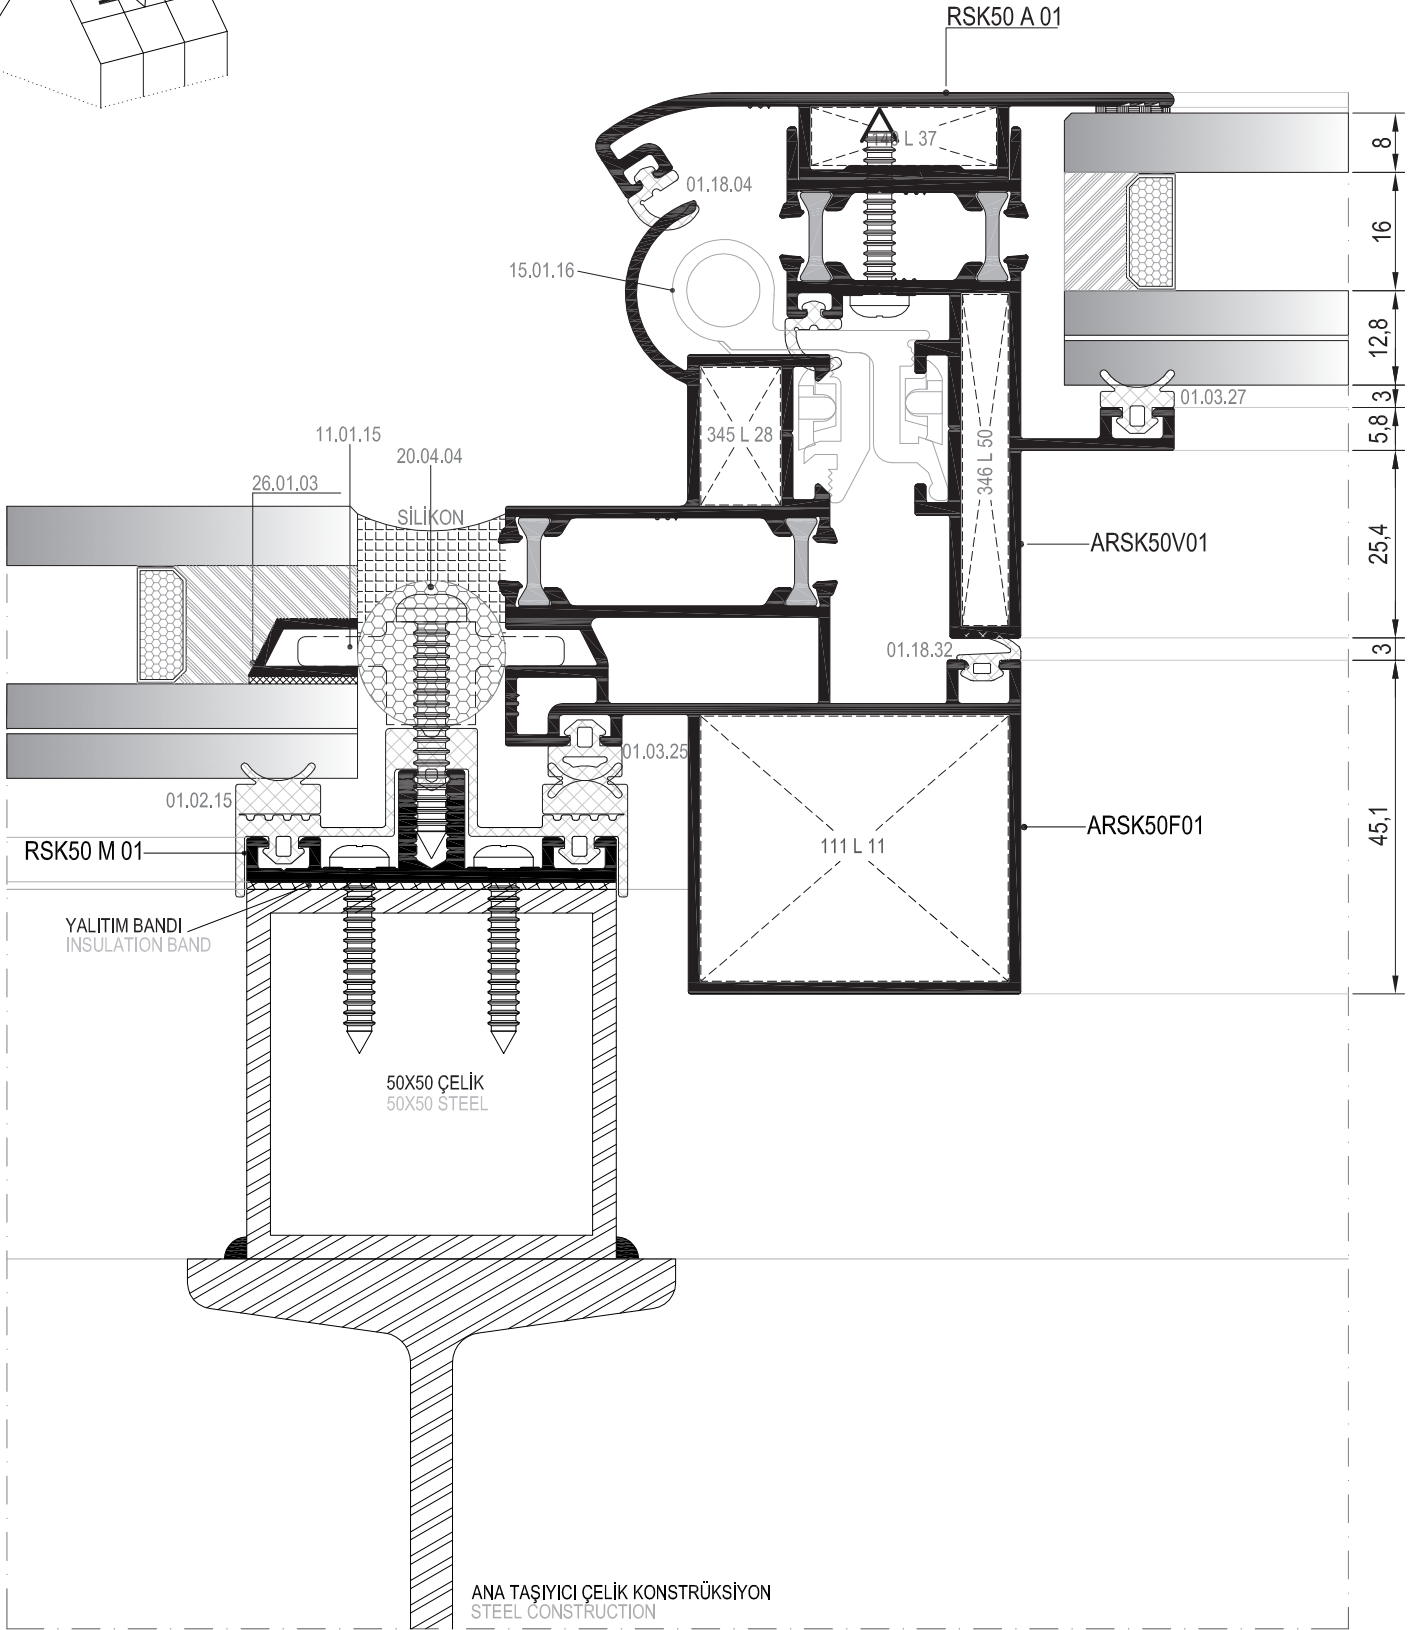 RSK50 A 01
8
149 L 37
01.18.04
16
15.01.16
12,8
3
01.03.27
5,8
345 L 28
346 L 50
11.01.15
20.04.04
26.01.03
SİLİKON
25,4
ARSK50V01
01.18.32
3
01.03.25
01.02.15
45,1
ARSK50F01
RSK50 M 01
111 L 11
YALITIM BANDI
INSULATION BAND
50X50 ÇELİK
50X50 STEEL
ANA TAŞIYICI ÇELİK KONSTRÜKSİYON
STEEL CONSTRUCTION